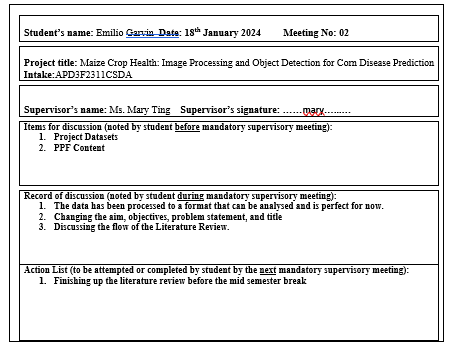 Student's name: Emilio Garvin Date: 18th January 2024 Meeting No: 02
Project title: Maize Crop Health: Image Processing and Object Detection for Corn Disease Prediction
Intake:APD3F2311CSDA
Supervisor's name: Ms. Mary Ting Supervisor's signature: ……mary………
Items for discussion (noted by student before mandatory supervisory meeting):
1. Project Datasets
2. PPF Content
Record of discussion (noted by student during mandatory supervisory meeting):
1. The data has been processed to a format that can be analysed and is perfect for now.
2. Changing the aim, objectives, problem statement, and title
3. Discussing the flow of the Literature Review.
Action List (to be attempted or completed by student by the next mandatory supervisory meeting):
1. Finishing up the literature review before the mid semester break